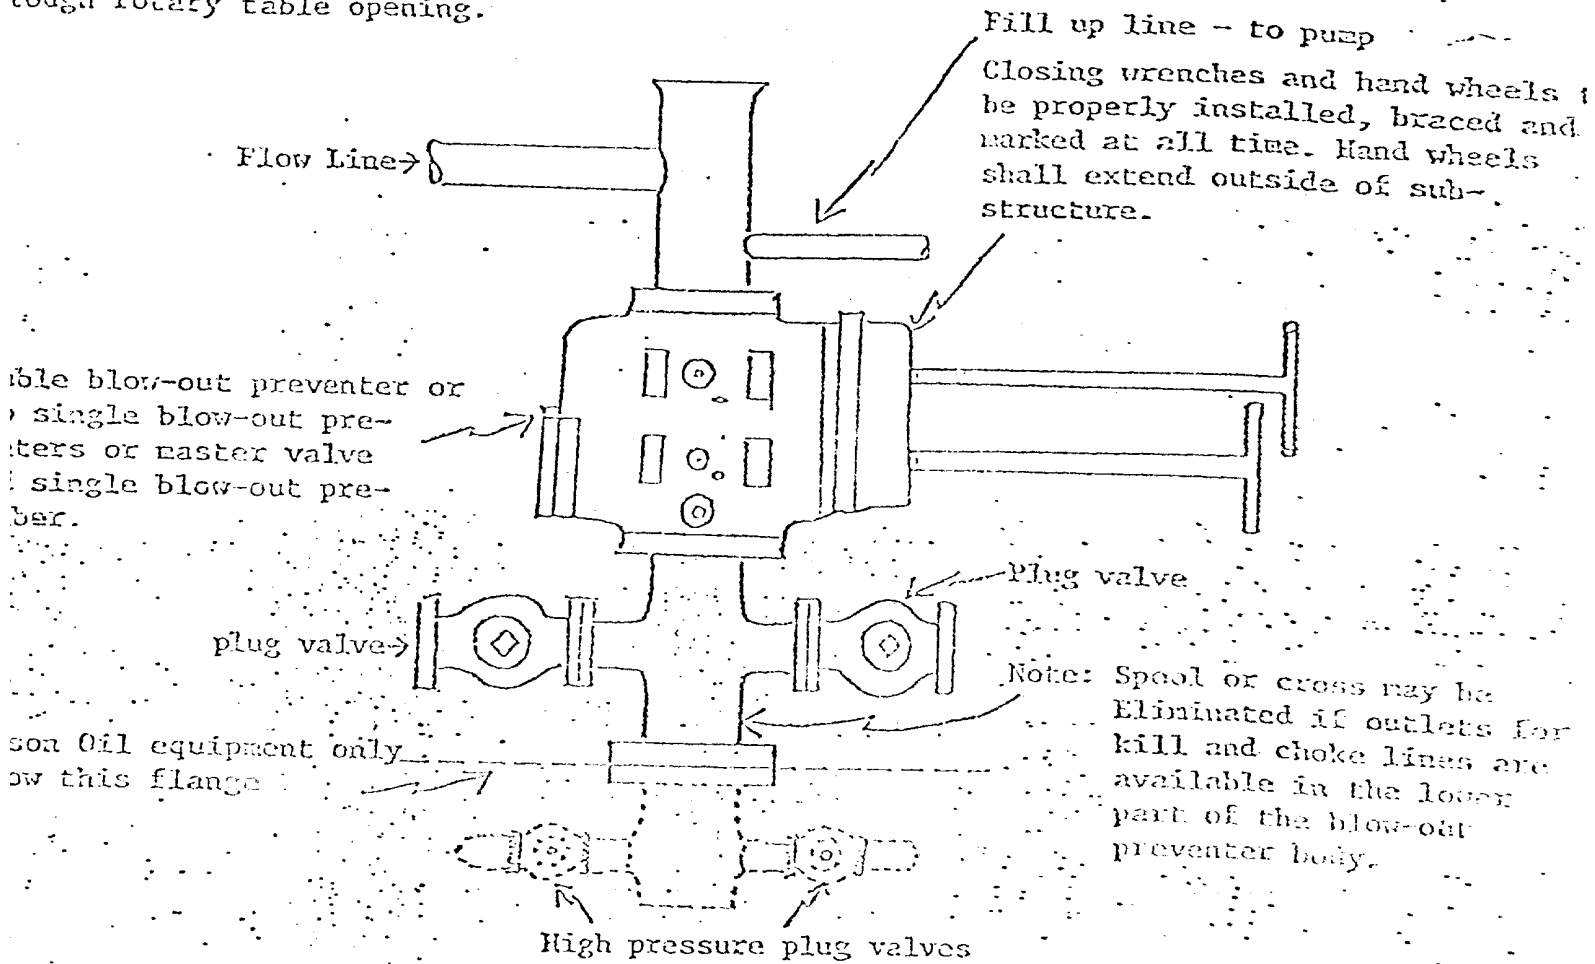 tough rotary table opening.
Fill up line - to pump
Closing wrenches and hand wheels t
be properly installed, braced and
marked at all time. Hand wheels
shall extend outside of sub-
structure.
Flow Line→
ble blow-out preventer or
single blow-out pre-
ters or master valve
single blow-out pre-
ber.
Plug valve
plug valve→
Note: Spool or cross may be
Eliminated if outlets for
kill and choke lines are
available in the lower
part of the blow-out
preventer body.
son Oil equipment only
ow this flange
High pressure plug valves